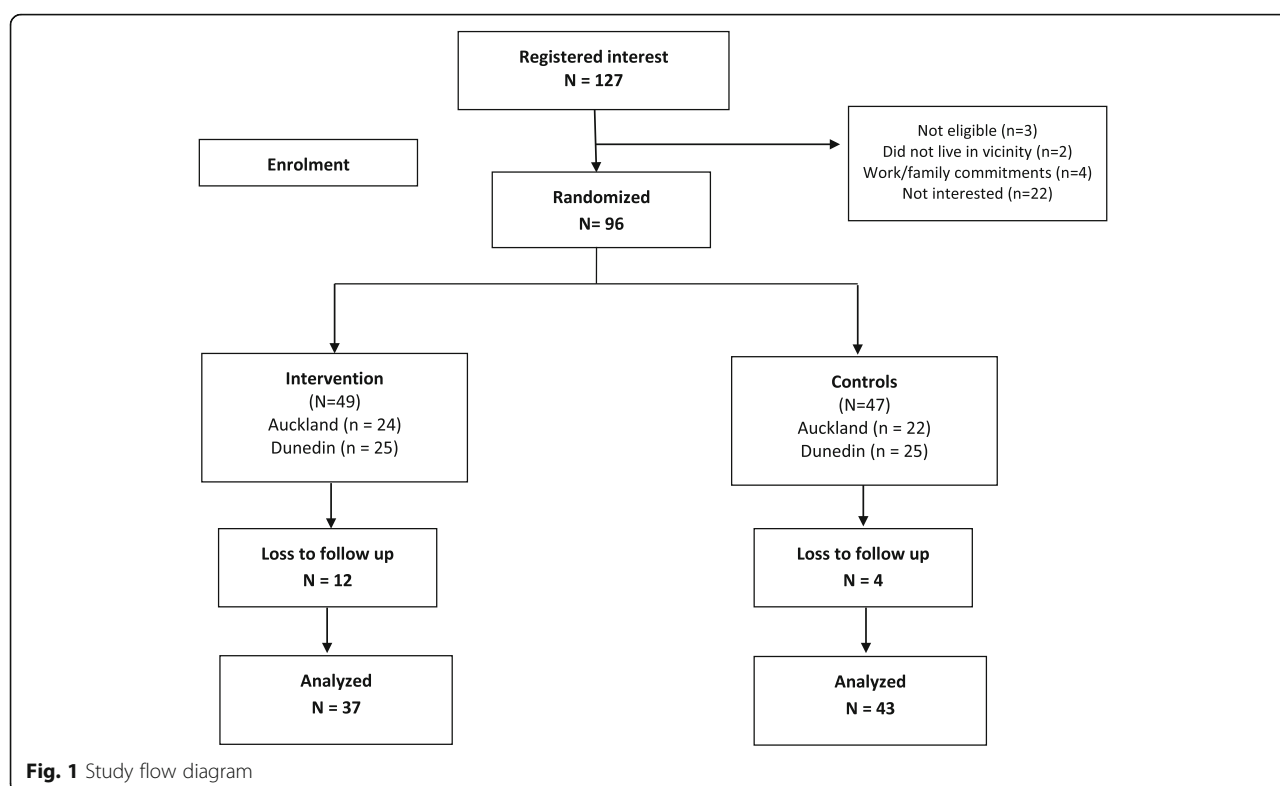 Registered interest
N = 127
Not eligible (n=3)
Did not live in vicinity (n=2)
Work/family commitments (n=4)
Not interested (n=22)
Enrolment
Randomized
N= 96
Intervention
(N=49)
Auckland (n = 24)
Dunedin (n = 25)
Controls
(N=47)
Auckland (n = 22)
Dunedin (n = 25)
Loss to follow up
N = 12
Loss to follow up
N = 4
Analyzed
N = 37
Analyzed
N = 43
Fig. 1 Study flow diagram